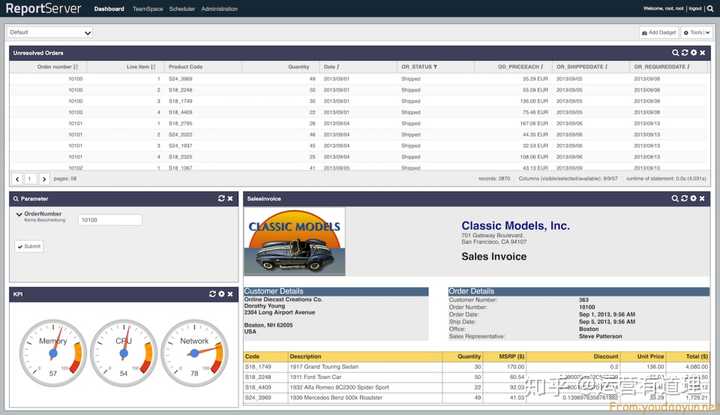 ReportServer Dashboard TeamSpace Scheduler Administration Welcome, root, root | logout |
Default Add Gadget Tools
Unresolved Orders
Order number Line item Product Code Quantity Date OR_STATUS OD_PRICEEACH OR_SHIPPEDDATE OR_REQUIREDDATE
10100 1 S24_3969 49 2013/09/01 Shipped 35.29 EUR 2013/09/05 2013/09/08
10100 2 S18_2248 50 2013/09/01 Shipped 55.09 EUR 2013/09/05 2013/09/08
10100 3 S18_1749 30 2013/09/01 Shipped 136.00 EUR 2013/09/05 2013/09/08
10100 4 S18_4409 22 2013/09/01 Shipped 75.46 EUR 2013/09/05 2013/09/08
10101 1 S18_2795 26 2013/09/04 Shipped 167.06 EUR 2013/09/06 2013/09/13
10101 2 S24_2022 46 2013/09/04 Shipped 44.35 EUR 2013/09/06 2013/09/13
10101 3 S24_1937 45 2013/09/04 Shipped 32.53 EUR 2013/09/06 2013/09/13
10101 4 S18_2325 25 2013/09/04 Shipped 108.06 EUR 2013/09/06 2013/09/13
10102 1 S18_1367 41 2013/09/05 Shipped 43.13 EUR 2013/09/09 2013/09/13
1 pages: 58 records: 2870 Columns (visible/selected/available): 9/9/57 runtime of statement: 0.0s (4.031s)
Parameter
OrderNumber
Keine Beschreibung
10100
Submit
KPI
Memory
57
CPU
54
Network
78
SalesInvoice
CLASSIC MODELS
Classic Models, Inc.
701 Gateway Boulevard,
San Francisco, CA 94107
Sales Invoice
Customer Details
Online Diecast Creations Co.
Dorothy Young
2304 Long Airport Avenue
Boston, NH 62005
USA
Order Details
Customer Number: 363
Order Number: 10100
Order Date: Sep 1, 2013, 9:56 AM
Ship Date: Sep 5, 2013, 9:56 AM
Office: Boston
Sales Representative: Steve Patterson
Code Description Quantity MSRP ($) Discount Unit Price Total ($)
S18_1749 1917 Grand Touring Sedan 30 170.00 0.2 136.00 4,080.00
S18_2248 1911 Ford Town Car 50 60.54
S18_4409 1932 Alfa Romeo 8C2300 Spider Sport 22 92.03
S24_3969 1936 Mercedes Benz 500k Roadster 49 41.03 35.29 1,729.21
知乎 @运营有道理
From:youdaoyun.net